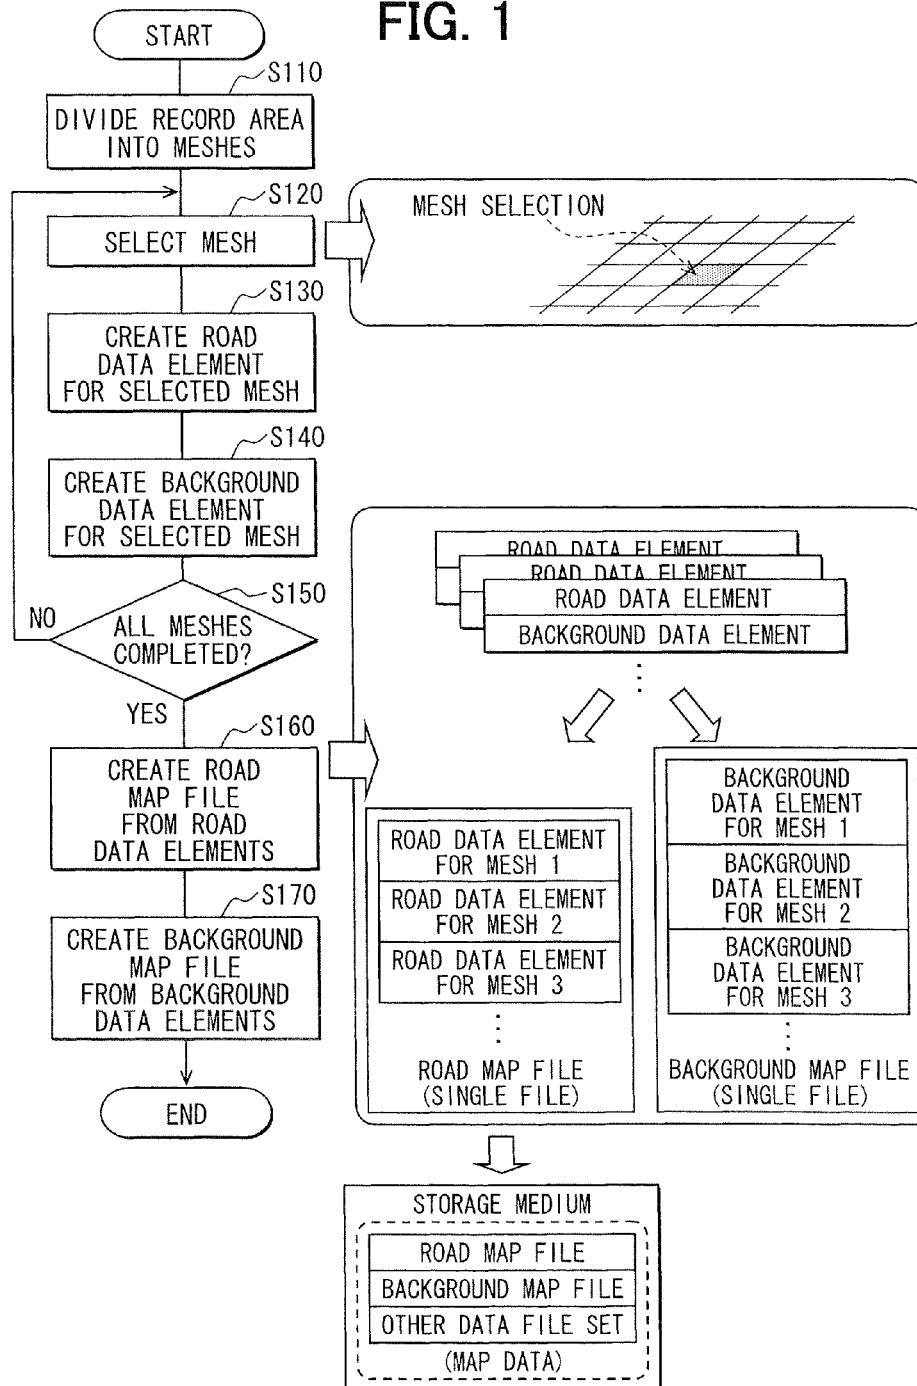 FIG. 1
START
S110
DIVIDE RECORD AREA
INTO MESHES
S120
SELECT MESH
MESH SELECTION
S130
CREATE ROAD
DATA ELEMENT
FOR SELECTED MESH
S140
CREATE BACKGROUND
DATA ELEMENT
FOR SELECTED MESH
S150
NO
ALL MESHES
COMPLETED?
YES
S160
CREATE ROAD
MAP FILE
FROM ROAD
DATA ELEMENTS
S170
CREATE BACKGROUND
MAP FILE
FROM BACKGROUND
DATA ELEMENTS
END
ROAD DATA ELEMENT
ROAD DATA ELEMENT
ROAD DATA ELEMENT
BACKGROUND DATA ELEMENT
ROAD DATA ELEMENT
FOR MESH 1
ROAD DATA ELEMENT
FOR MESH 2
ROAD DATA ELEMENT
FOR MESH 3
ROAD MAP FILE
(SINGLE FILE)
BACKGROUND
DATA ELEMENT
FOR MESH 1
BACKGROUND
DATA ELEMENT
FOR MESH 2
BACKGROUND
DATA ELEMENT
FOR MESH 3
BACKGROUND MAP FILE
(SINGLE FILE)
STORAGE MEDIUM
ROAD MAP FILE
BACKGROUND MAP FILE
OTHER DATA FILE SET
(MAP DATA)